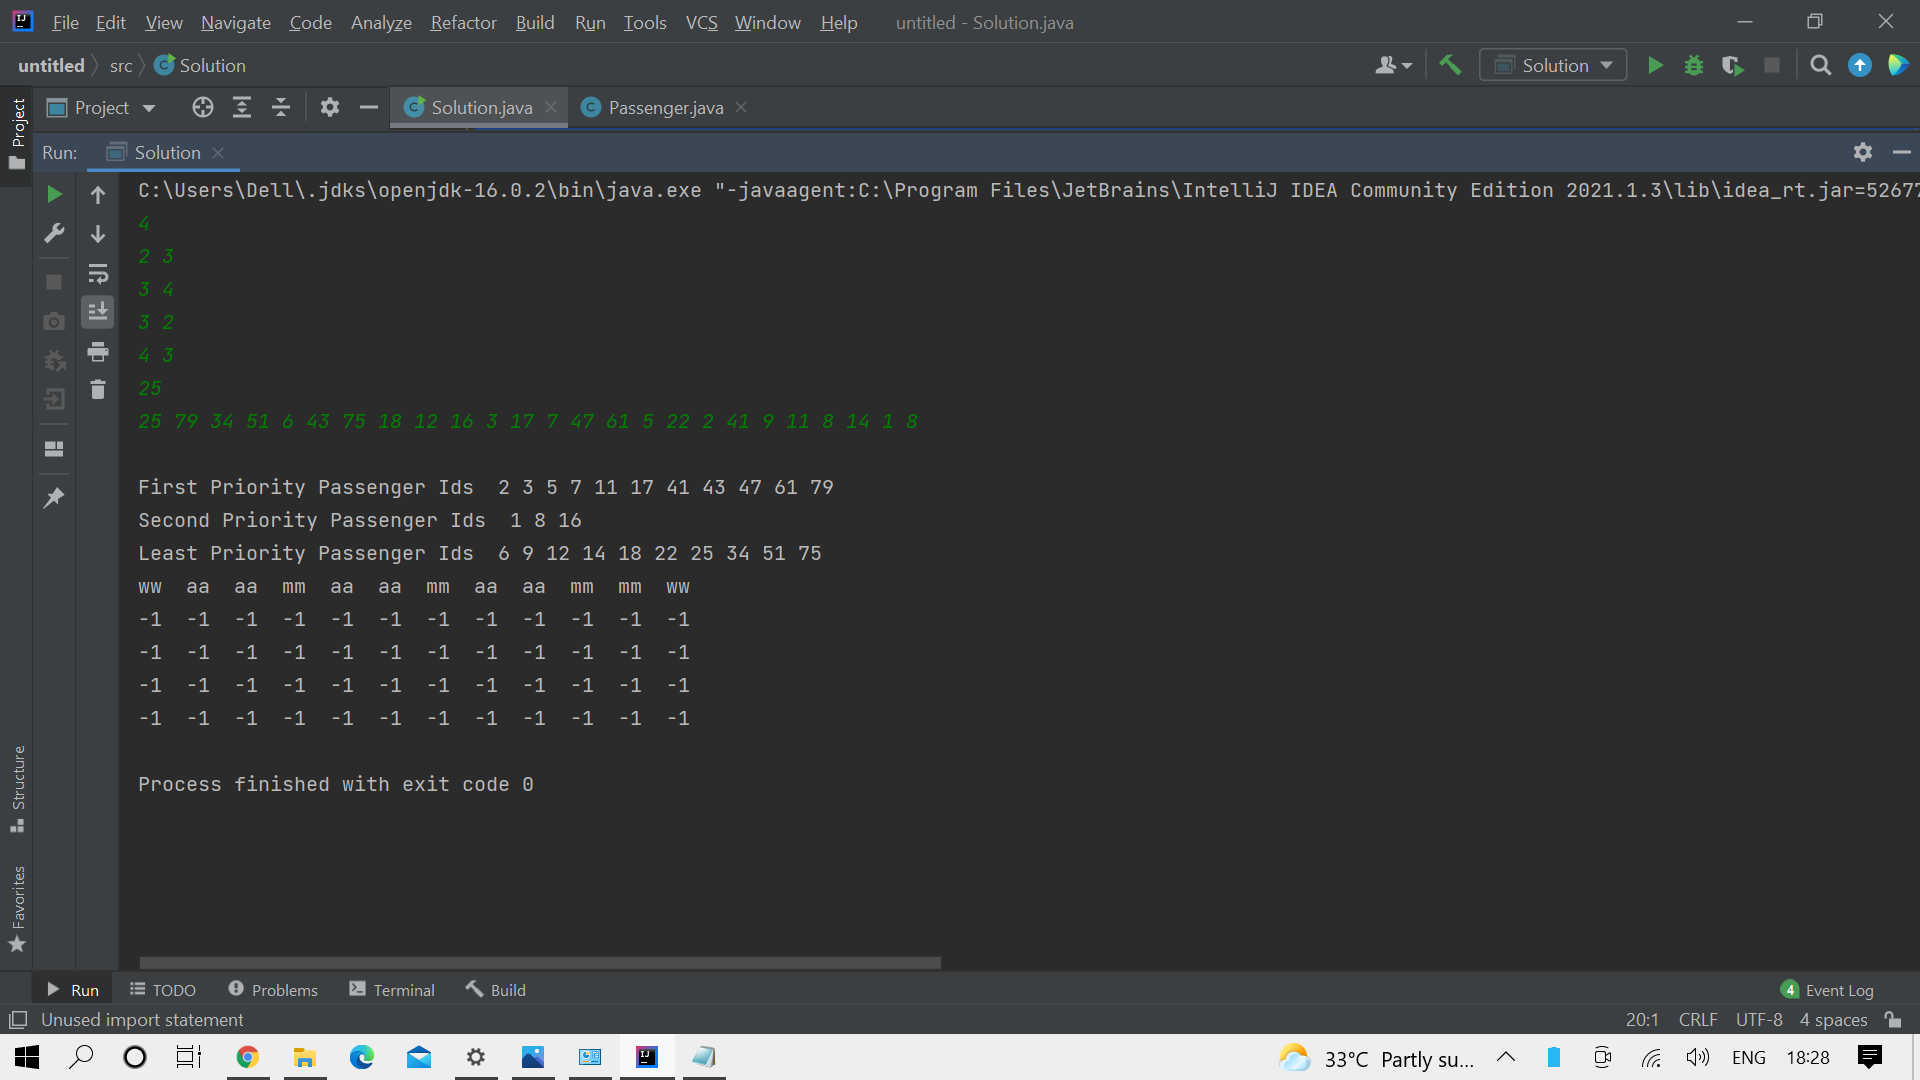 File Edit View Navigate Code Analyze Refactor Build Run Tools VCS Window Help untitled - Solution.java
untitled src Solution Solution
Project Solution.java Passenger.java
Project
Run: Solution
C:\Users\Dell\.jdks\openjdk-16.0.2\bin\java.exe "-javaagent:C:\Program Files\JetBrains\IntelliJ IDEA Community Edition 2021.1.3\lib\idea_rt.jar=52677
4
2 3
3 4
3 2
4 3
25
25 79 34 51 6 43 75 18 12 16 3 17 7 47 61 5 22 2 41 9 11 8 14 1 8
First Priority Passenger Ids  2 3 5 7 11 17 41 43 47 61 79
Second Priority Passenger Ids  1 8 16
Least Priority Passenger Ids  6 9 12 14 18 22 25 34 51 75
ww  aa  aa  mm  aa  aa  mm  aa  aa  mm  mm  ww
-1  -1  -1  -1  -1  -1  -1  -1  -1  -1  -1  -1
-1  -1  -1  -1  -1  -1  -1  -1  -1  -1  -1  -1
-1  -1  -1  -1  -1  -1  -1  -1  -1  -1  -1  -1
-1  -1  -1  -1  -1  -1  -1  -1  -1  -1  -1  -1
Process finished with exit code 0
Structure
Favorites
Run TODO Problems Terminal Build 4 Event Log
Unused import statement 20:1 CRLF UTF-8 4 spaces
33°C Partly su... ENG 18:28